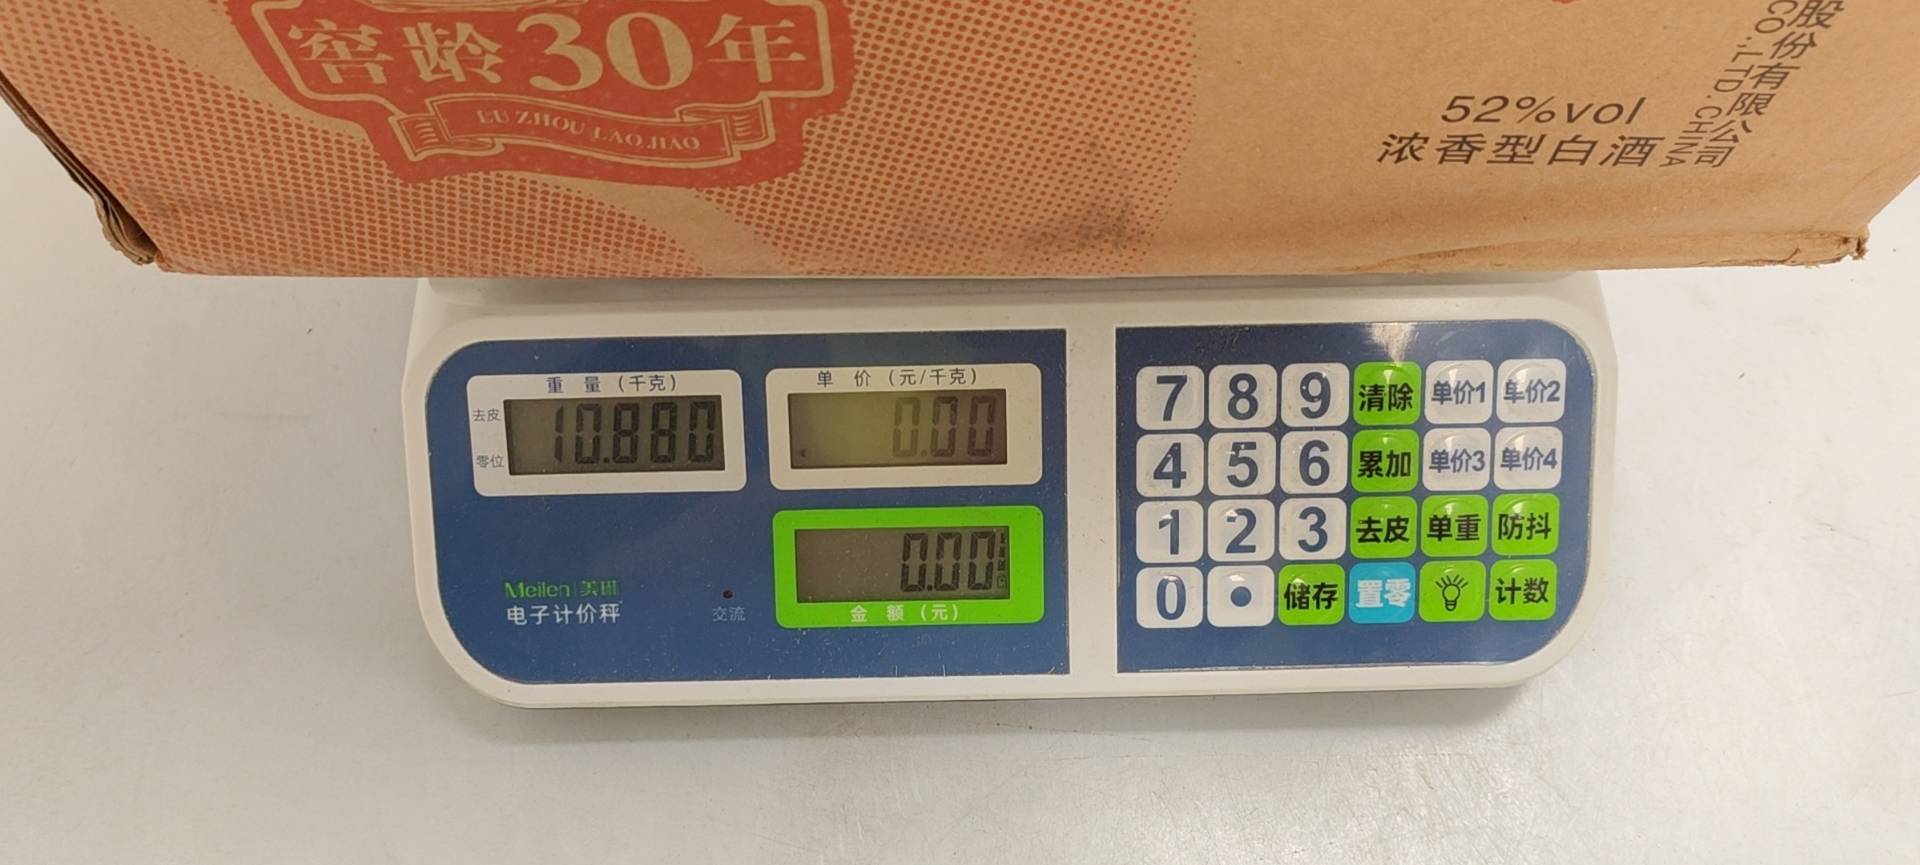 窖龄30年
LU ZHOU LAO JIAO
52%vol
浓香型白酒
股份有限公司
CO.,LTD.CHINA
重量(千克)
去皮
零位
10.880
单价(元/千克)
0.00
0.00
金额(元)
Meilen|美琳
电子计价秤
交流
7 8 9 清除 单价1 单价2
4 5 6 累加 单价3 单价4
1 2 3 去皮 单重 防抖
0 • 储存 置零 计数